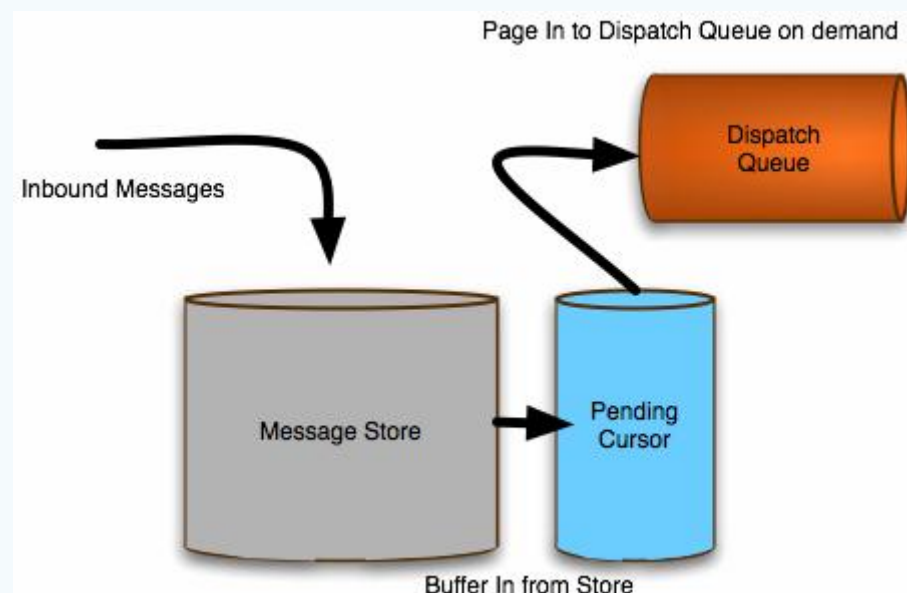 Page In to Dispatch Queue on demand
Dispatch
Queue
Inbound Messages
Message Store
Pending
Cursor
Buffer In from Store